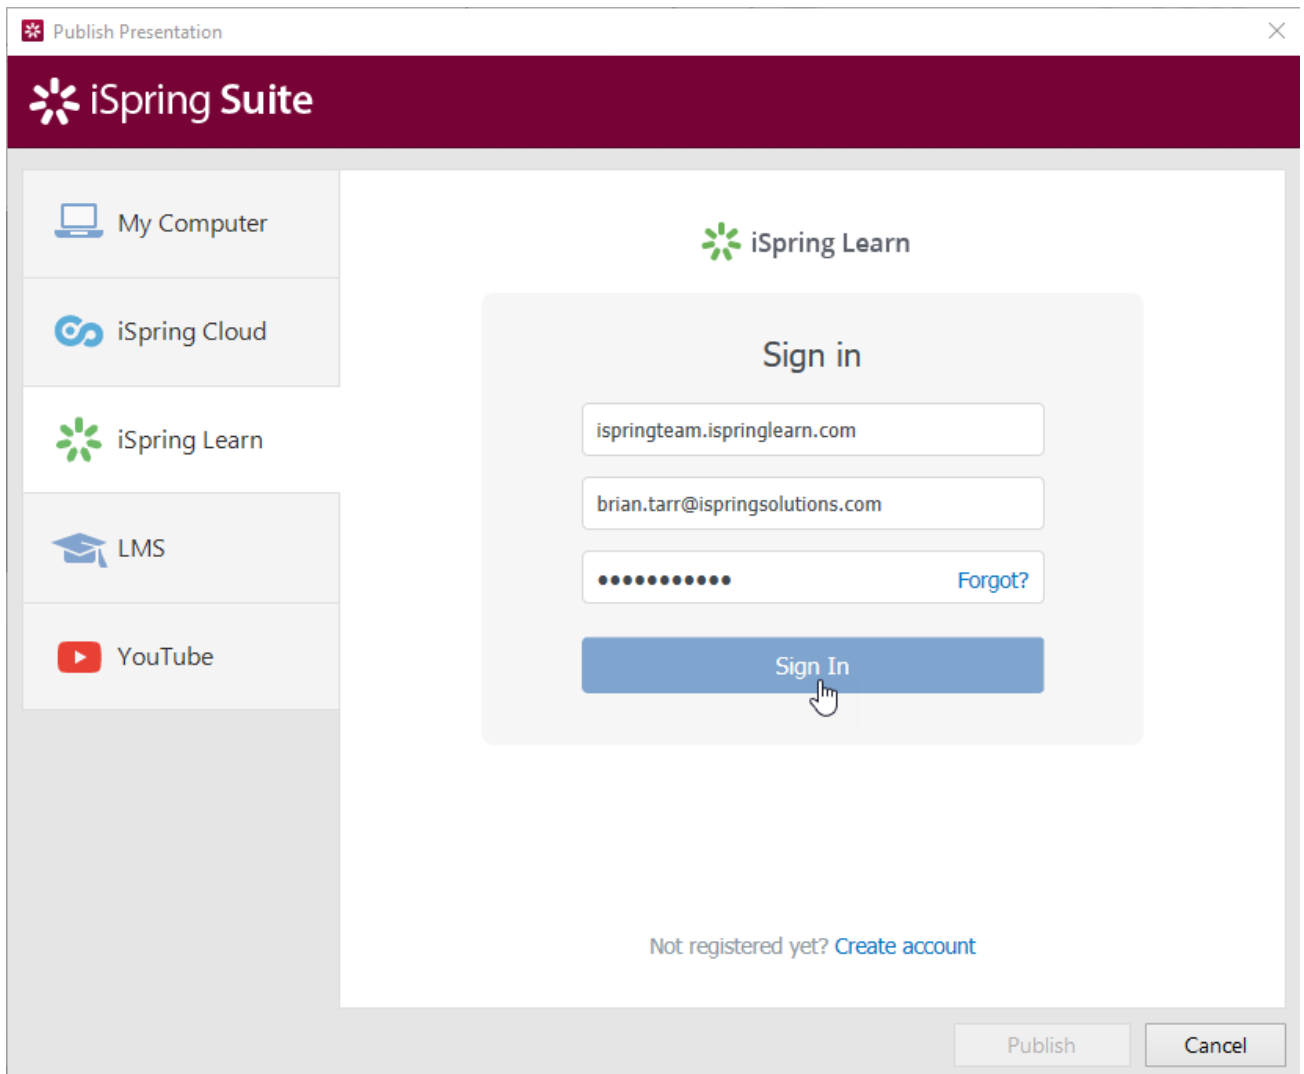 Publish Presentation
iSpring Suite
My Computer
iSpring Cloud
iSpring Learn
LMS
YouTube
iSpring Learn
Sign in
ispringteam.ispringlearn.com
brian.tarr@ispringsolutions.com
●●●●●●●●●●● Forgot?
Sign In
Not registered yet? Create account
Publish Cancel